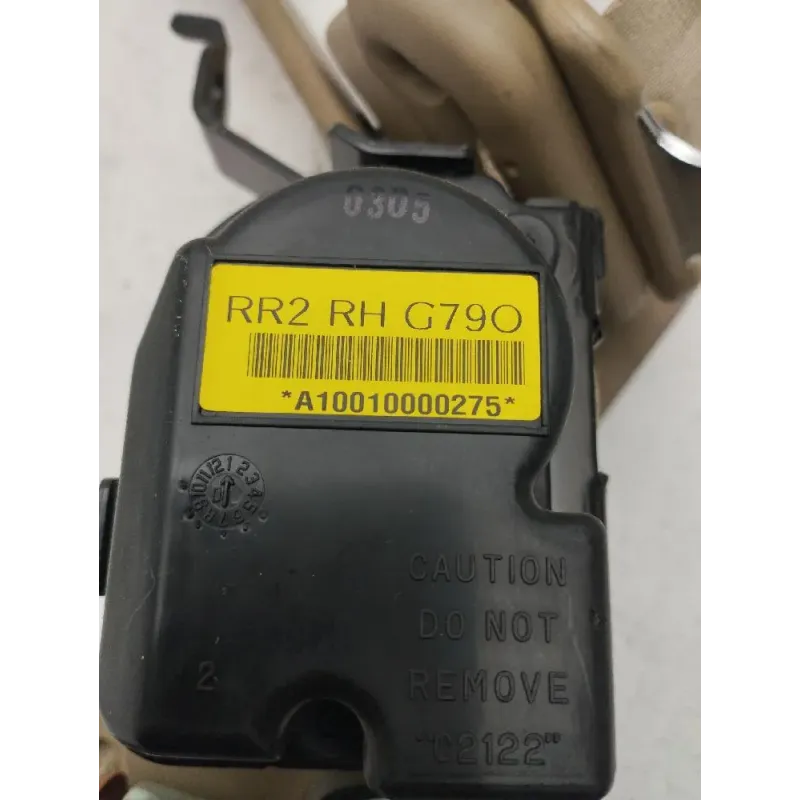 0305
RR2 RH G79O
*A10010000275*
CAUTION
DO NOT
REMOVE
2
"C2122"